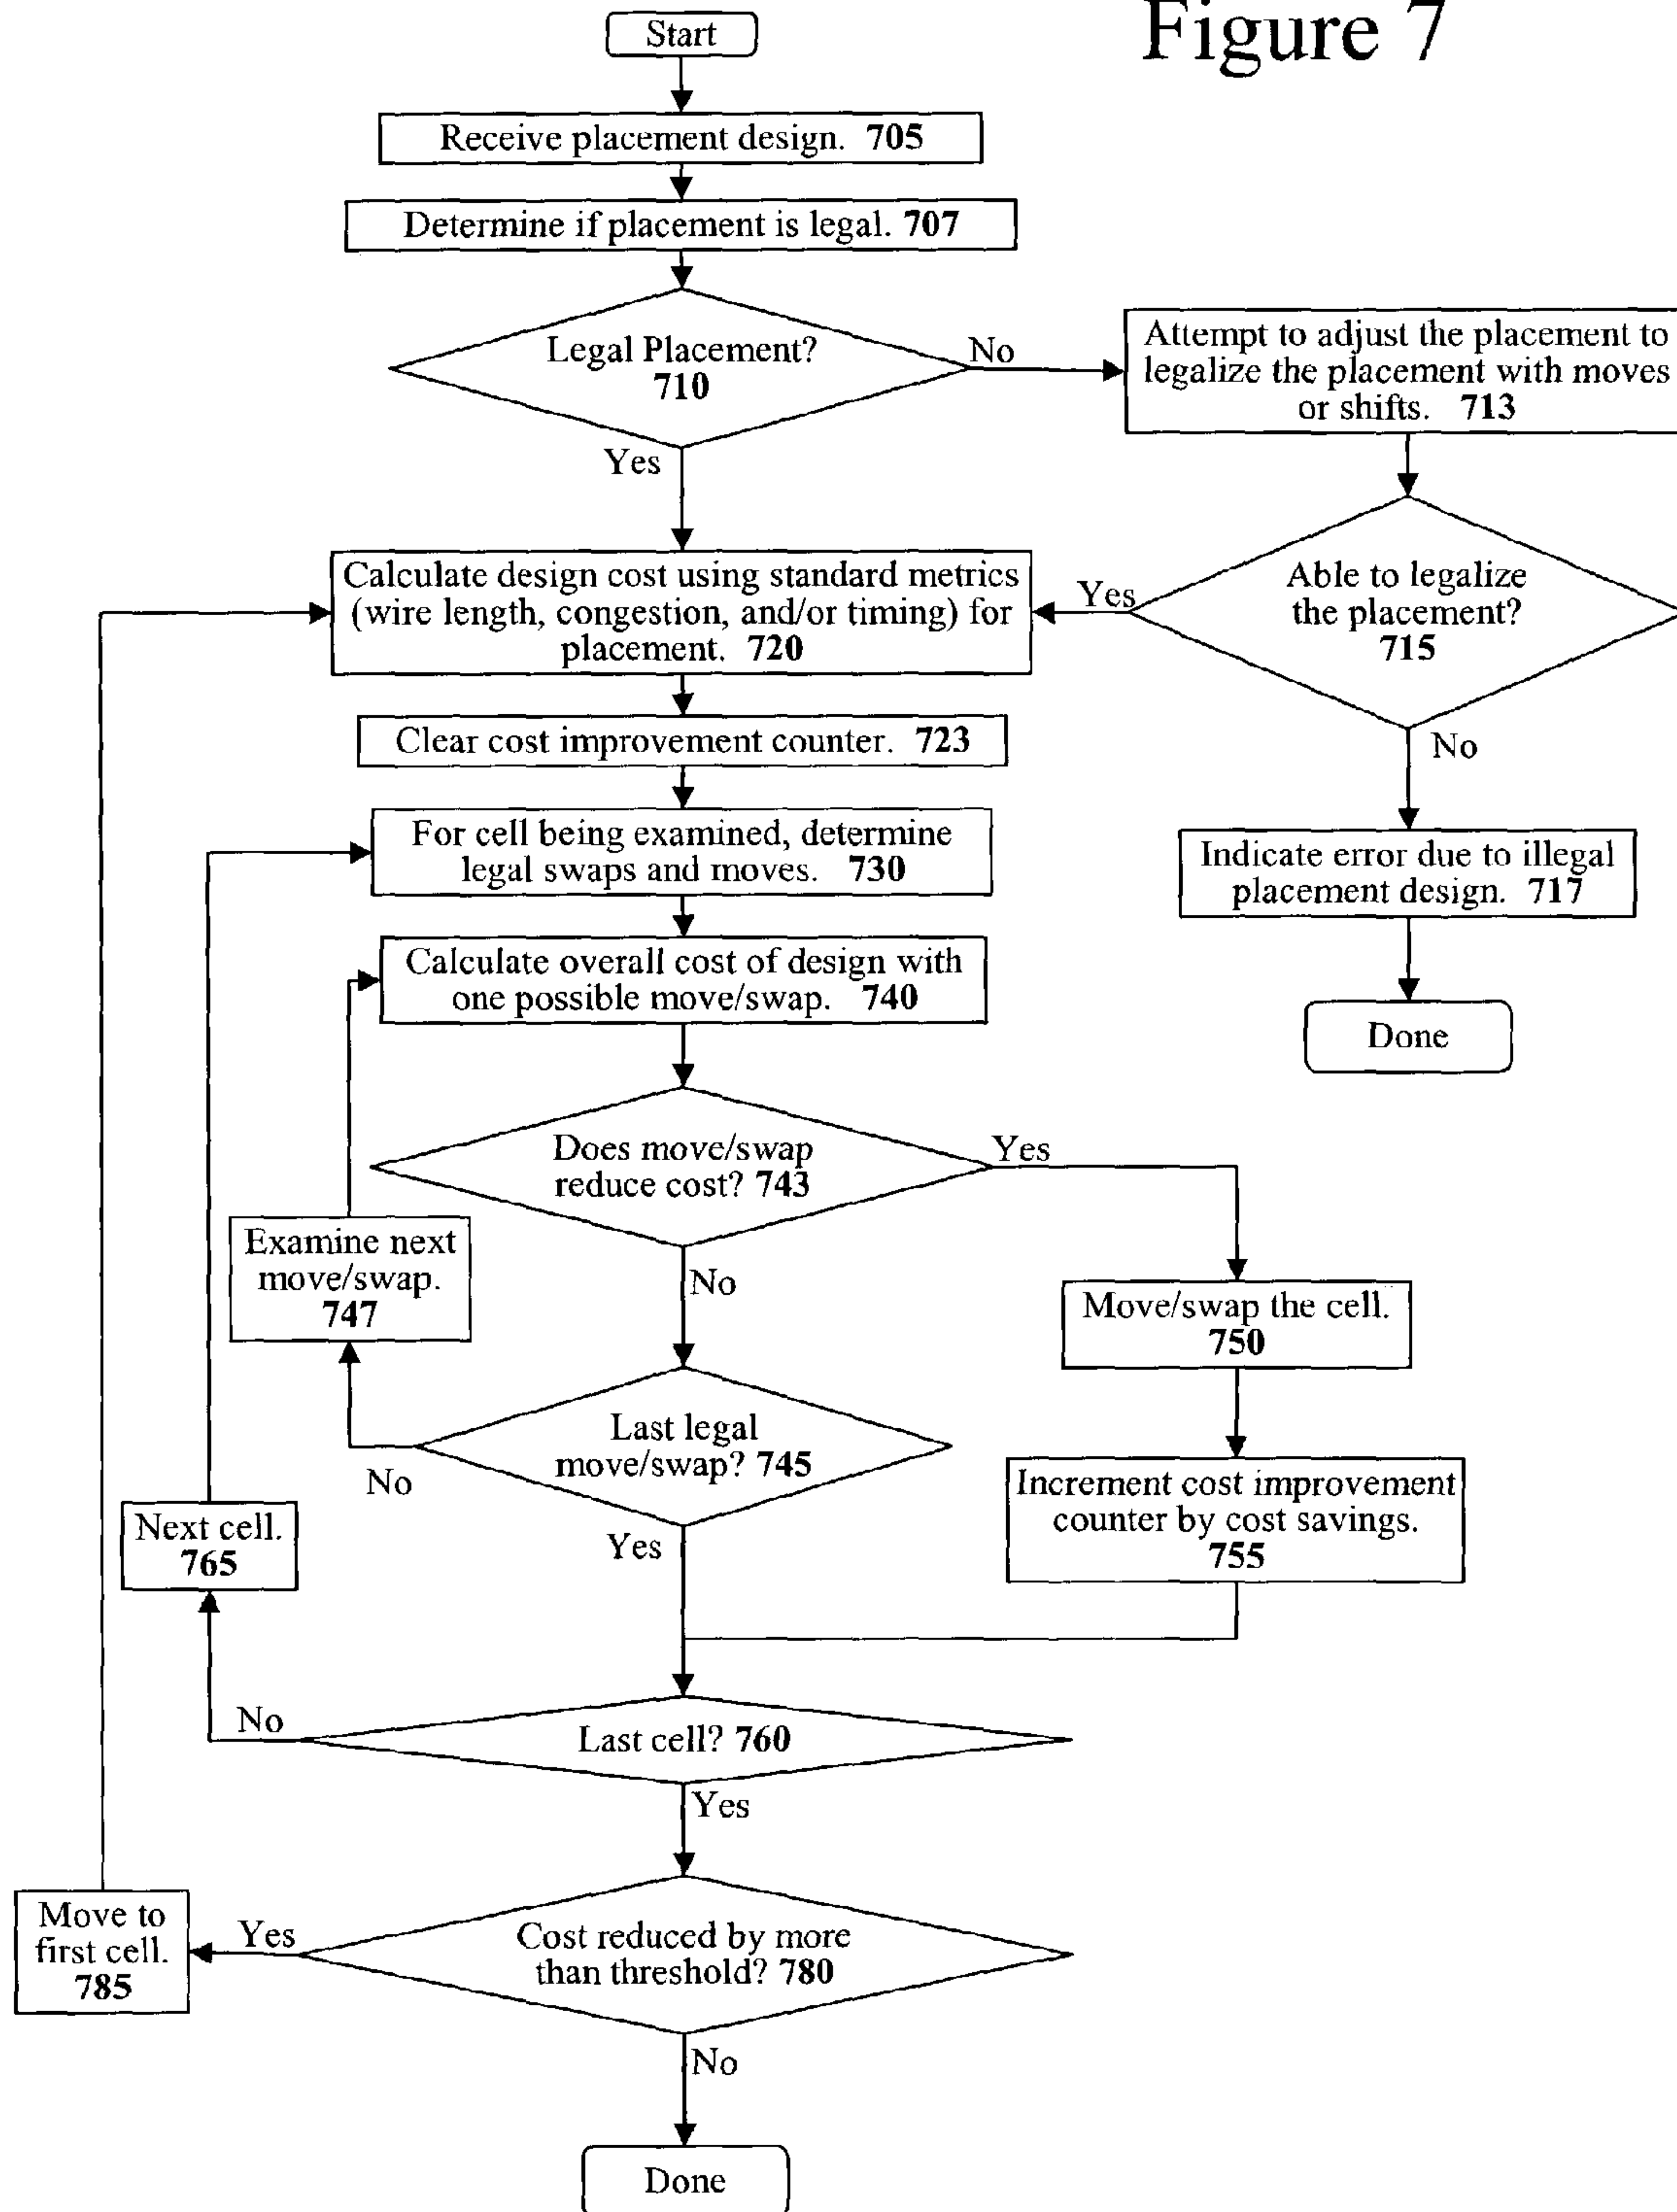 Figure 7
Start
Receive placement design. 705
Determine if placement is legal. 707
Legal Placement?
710
No
Yes
Attempt to adjust the placement to
legalize the placement with moves
or shifts. 713
Able to legalize
the placement?
715
Yes
No
Indicate error due to illegal
placement design. 717
Done
Calculate design cost using standard metrics
(wire length, congestion, and/or timing) for
placement. 720
Clear cost improvement counter. 723
For cell being examined, determine
legal swaps and moves. 730
Calculate overall cost of design with
one possible move/swap. 740
Does move/swap
reduce cost? 743
Yes
No
Examine next
move/swap.
747
Move/swap the cell.
750
Last legal
move/swap? 745
No
Yes
Increment cost improvement
counter by cost savings.
755
Next cell.
765
Last cell? 760
No
Yes
Cost reduced by more
than threshold? 780
Yes
No
Move to
first cell.
785
Done